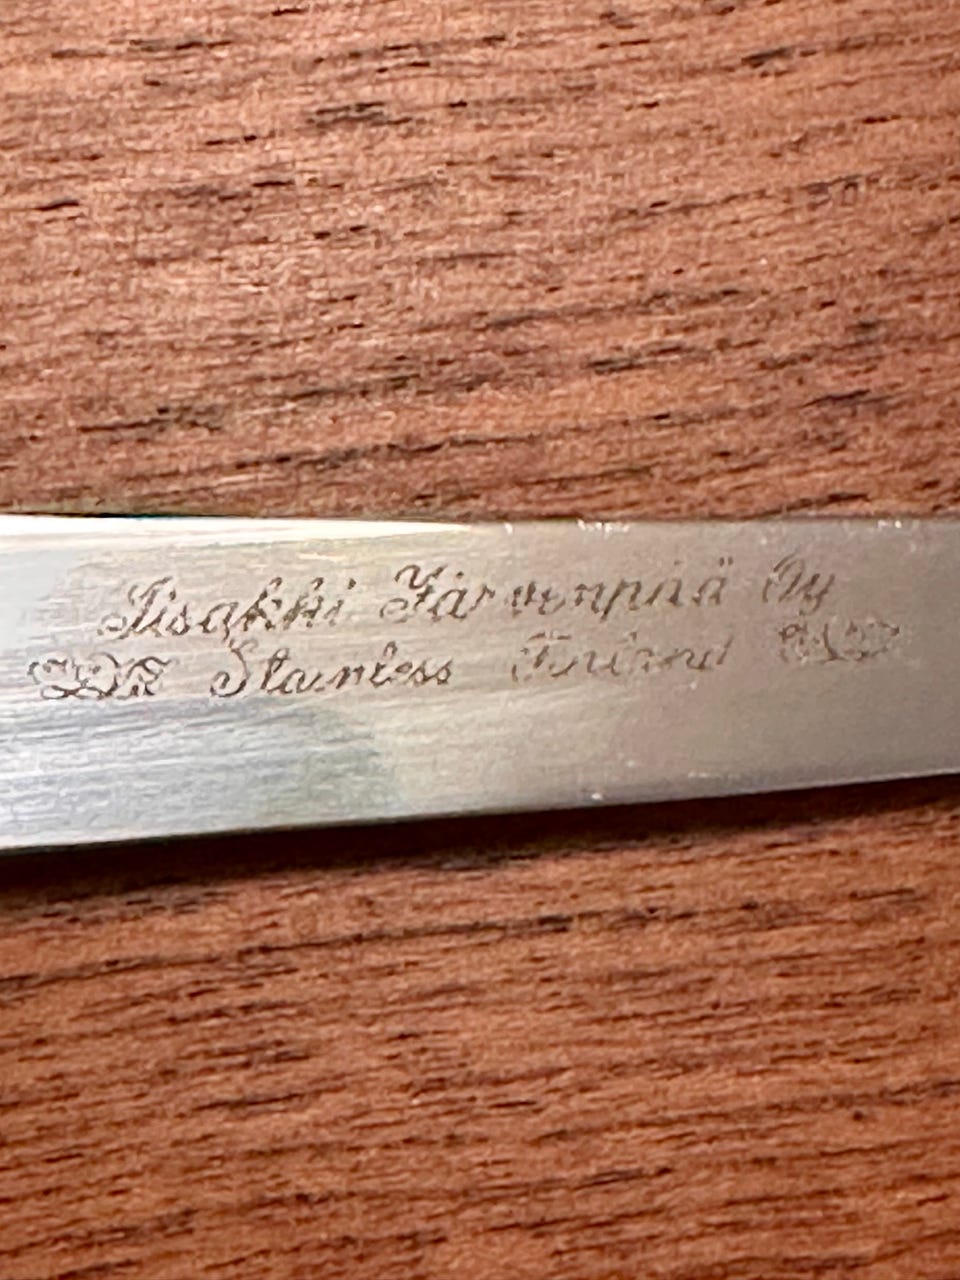 Iisakki Järvenpää Oy
Stainless Finland